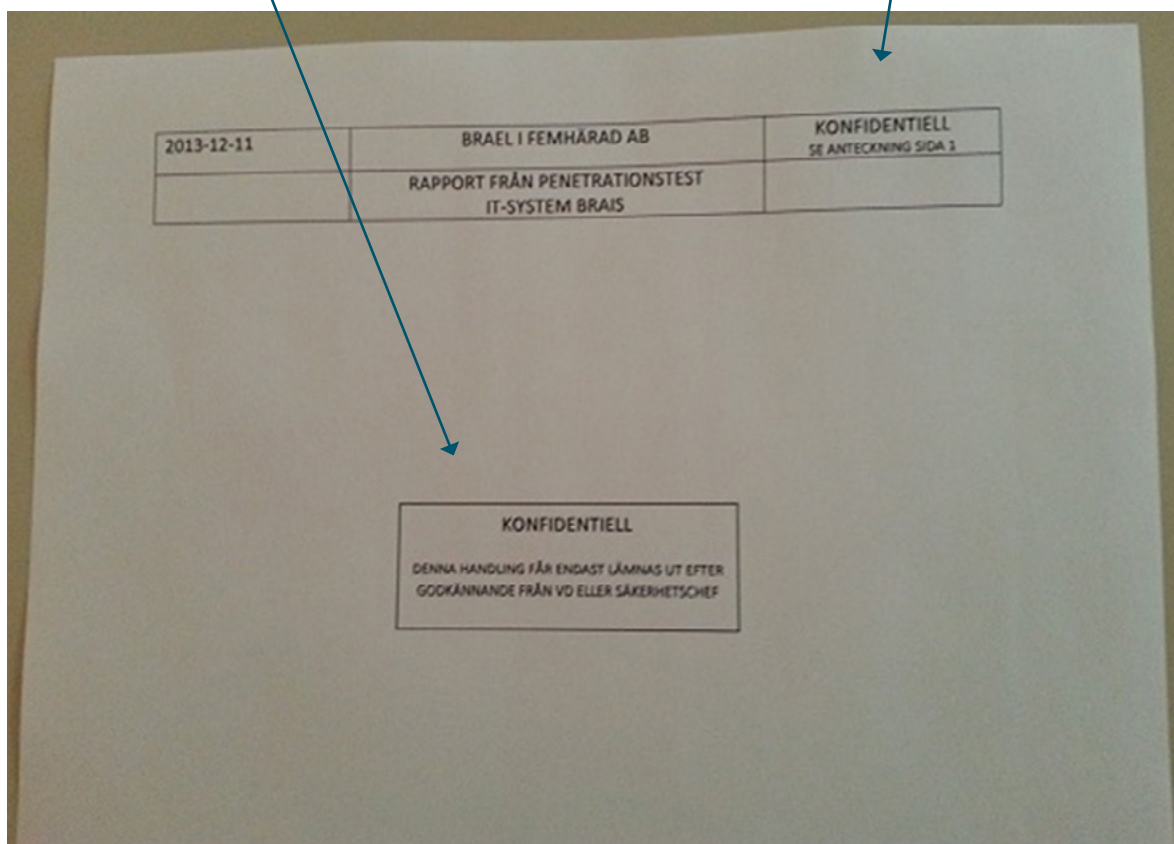 2013-12-11
BRAEL I FEMHÄRAD AB
KONFIDENTIELL
SE ANTECKNING SIDA 1
RAPPORT FRÅN PENETRATIONSTEST
IT-SYSTEM BRAIS
KONFIDENTIELL
DENNA HANDLING FÅR ENDAST LÄMNAS UT EFTER
GODKÄNNANDE FRÅN VD ELLER SÄKERHETSCHEF